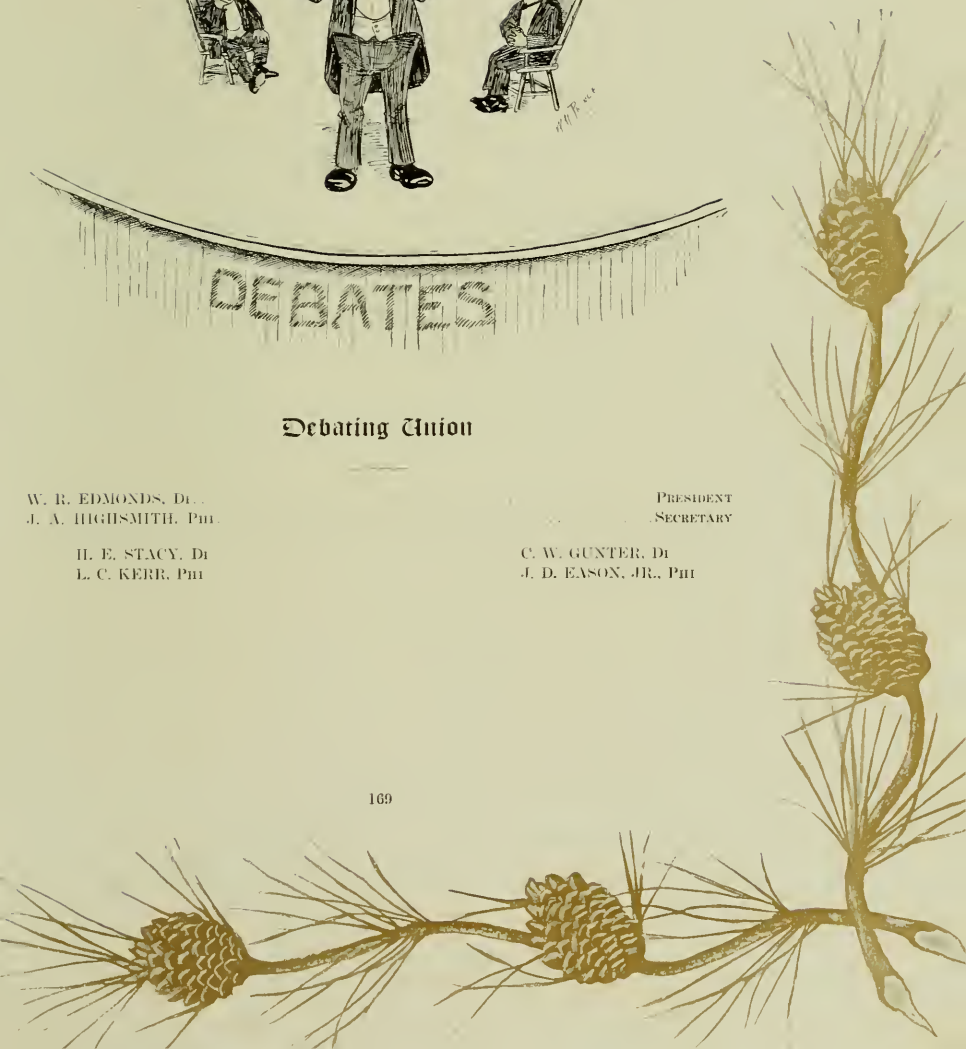 DEBATES
Debating Union
W. R. EDMONDS, Di . . PRESIDENT
J. A. HIGHSMITH, Phi . . . . SECRETARY
H. E. STACY, Di C. W. GUNTER, Di
L. C. KERR, Phi J. D. EASON, JR., Phi
169